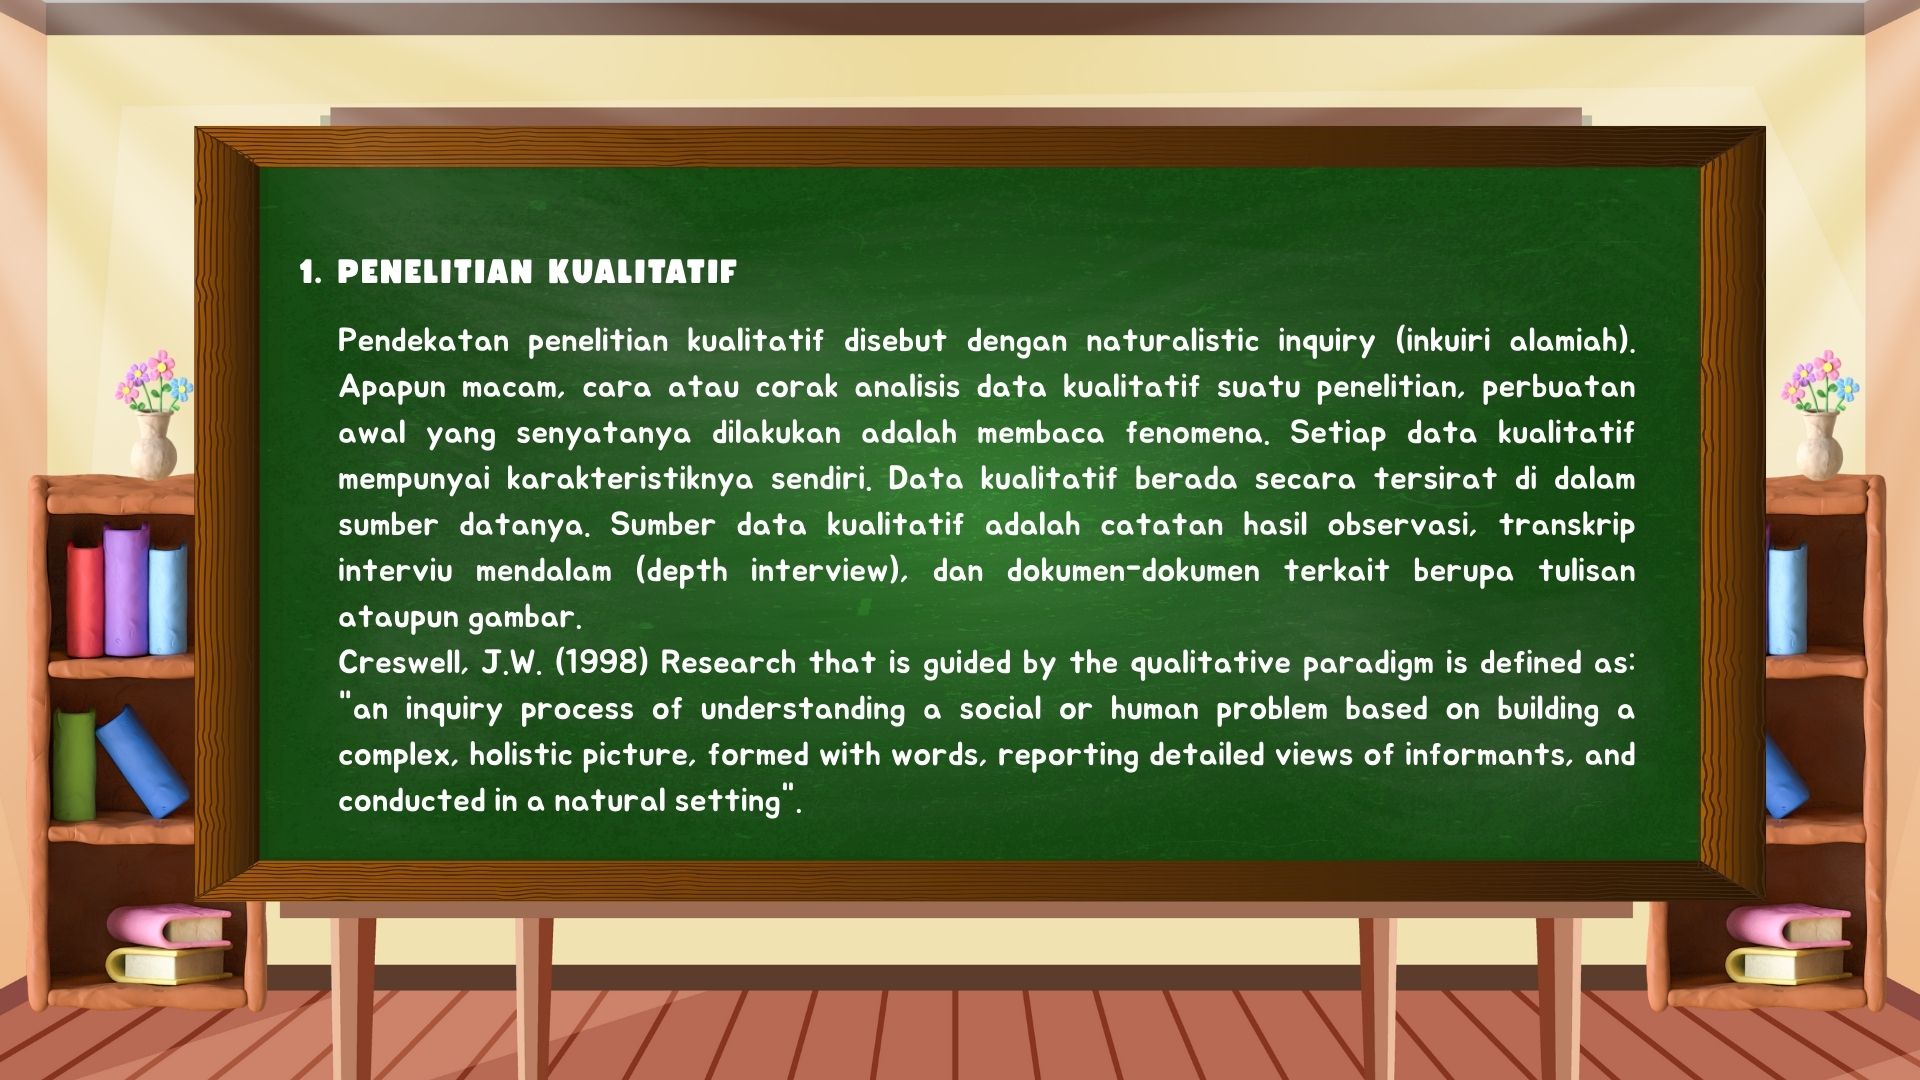 1. PENELITIAN KUALITATIF
Pendekatan penelitian kualitatif disebut dengan naturalistic inquiry (inkuiri alamiah).
Apapun macam, cara atau corak analisis data kualitatif suatu penelitian, perbuatan
awal yang senyatanya dilakukan adalah membaca fenomena. Setiap data kualitatif
mempunyai karakteristiknya sendiri. Data kualitatif berada secara tersirat di dalam
sumber datanya. Sumber data kualitatif adalah catatan hasil observasi, transkrip
interviu mendalam (depth interview), dan dokumen-dokumen terkait berupa tulisan
ataupun gambar.
Creswell, J.W. (1998) Research that is guided by the qualitative paradigm is defined as:
"an inquiry process of understanding a social or human problem based on building a
complex, holistic picture, formed with words, reporting detailed views of informants, and
conducted in a natural setting".